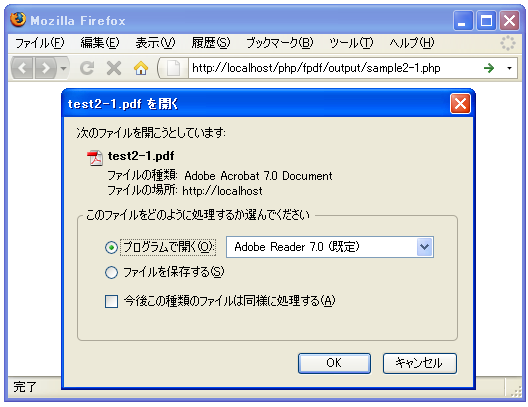 Mozilla Firefox
ファイル(F) 編集(E) 表示(V) 履歴(S) ブックマーク(B) ツール(T) ヘルプ(H)
http://localhost/php/fpdf/output/sample2-1.php
test2-1.pdf を開く
次のファイルを開こうとしています:
test2-1.pdf
ファイルの種類: Adobe Acrobat 7.0 Document
ファイルの場所: http://localhost
このファイルをどのように処理するか選んでください
プログラムで開く(O) Adobe Reader 7.0 (既定)
ファイルを保存する(S)
今後この種類のファイルは同様に処理する(A)
OK キャンセル
完了